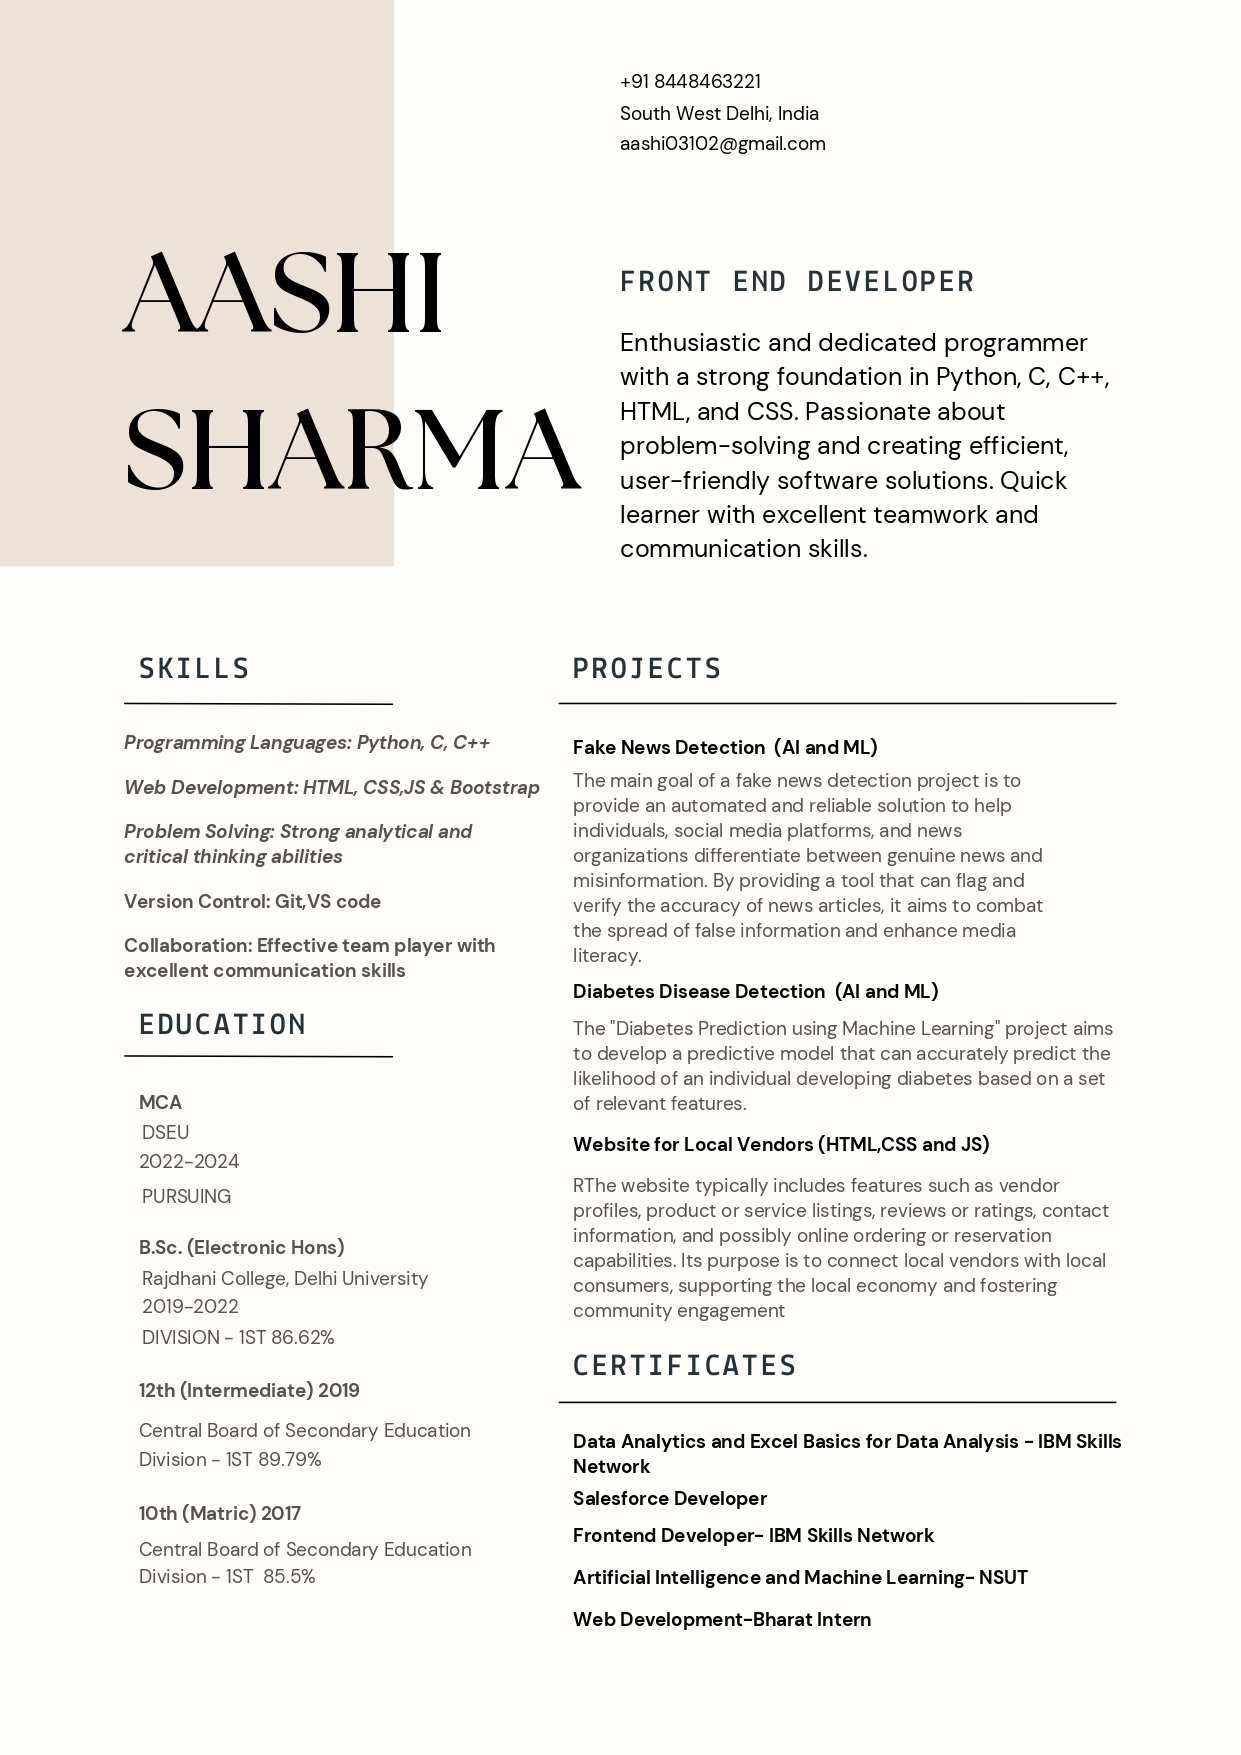 +91 8448463221
South West Delhi, India
aashi03102@gmail.com
AASHI
SHARMA
FRONT END DEVELOPER
Enthusiastic and dedicated programmer
with a strong foundation in Python, C, C++,
HTML, and CSS. Passionate about
problem-solving and creating efficient,
user-friendly software solutions. Quick
learner with excellent teamwork and
communication skills.
SKILLS
Programming Languages: Python, C, C++
Web Development: HTML, CSS,JS & Bootstrap
Problem Solving: Strong analytical and
critical thinking abilities
Version Control: Git,VS code
Collaboration: Effective team player with
excellent communication skills
EDUCATION
MCA
DSEU
2022-2024
PURSUING
B.Sc. (Electronic Hons)
Rajdhani College, Delhi University
2019-2022
DIVISION - 1ST 86.62%
12th (Intermediate) 2019
Central Board of Secondary Education
Division - 1ST 89.79%
10th (Matric) 2017
Central Board of Secondary Education
Division - 1ST  85.5%
PROJECTS
Fake News Detection  (AI and ML)
The main goal of a fake news detection project is to
provide an automated and reliable solution to help
individuals, social media platforms, and news
organizations differentiate between genuine news and
misinformation. By providing a tool that can flag and
verify the accuracy of news articles, it aims to combat
the spread of false information and enhance media
literacy.
Diabetes Disease Detection  (AI and ML)
The "Diabetes Prediction using Machine Learning" project aims
to develop a predictive model that can accurately predict the
likelihood of an individual developing diabetes based on a set
of relevant features.
Website for Local Vendors (HTML,CSS and JS)
RThe website typically includes features such as vendor
profiles, product or service listings, reviews or ratings, contact
information, and possibly online ordering or reservation
capabilities. Its purpose is to connect local vendors with local
consumers, supporting the local economy and fostering
community engagement
CERTIFICATES
Data Analytics and Excel Basics for Data Analysis - IBM Skills
Network
Salesforce Developer
Frontend Developer- IBM Skills Network
Artificial Intelligence and Machine Learning- NSUT
Web Development-Bharat Intern